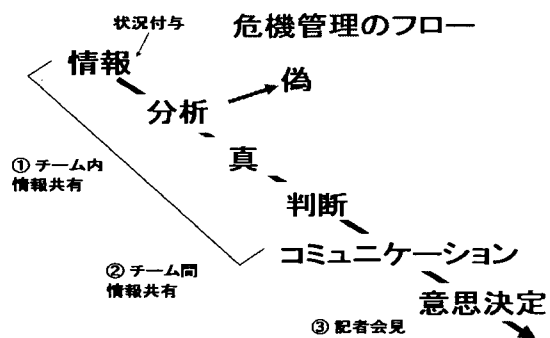 危機管理のフロー
状況付与
情報
分析
偽
真
① チーム内
情報共有
判断
コミュニケーション
② チーム間
情報共有
意思決定
③ 記者会見